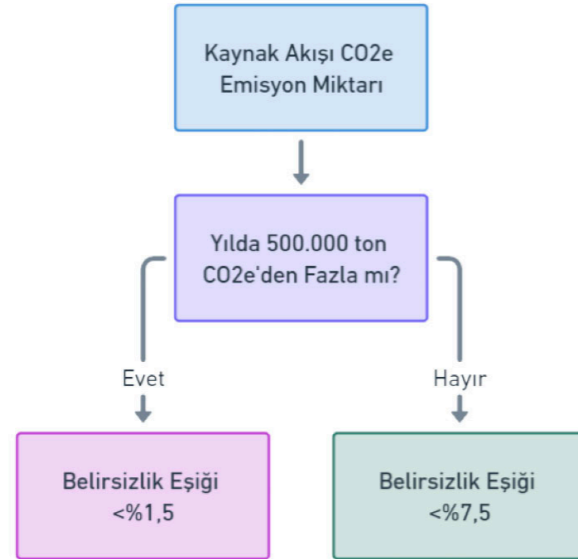 Kaynak Akışı CO2e
Emisyon Miktarı
Yılda 500.000 ton
CO2e'den Fazla mı?
Evet
Hayır
Belirsizlik Eşiği
<%1,5
Belirsizlik Eşiği
<%7,5